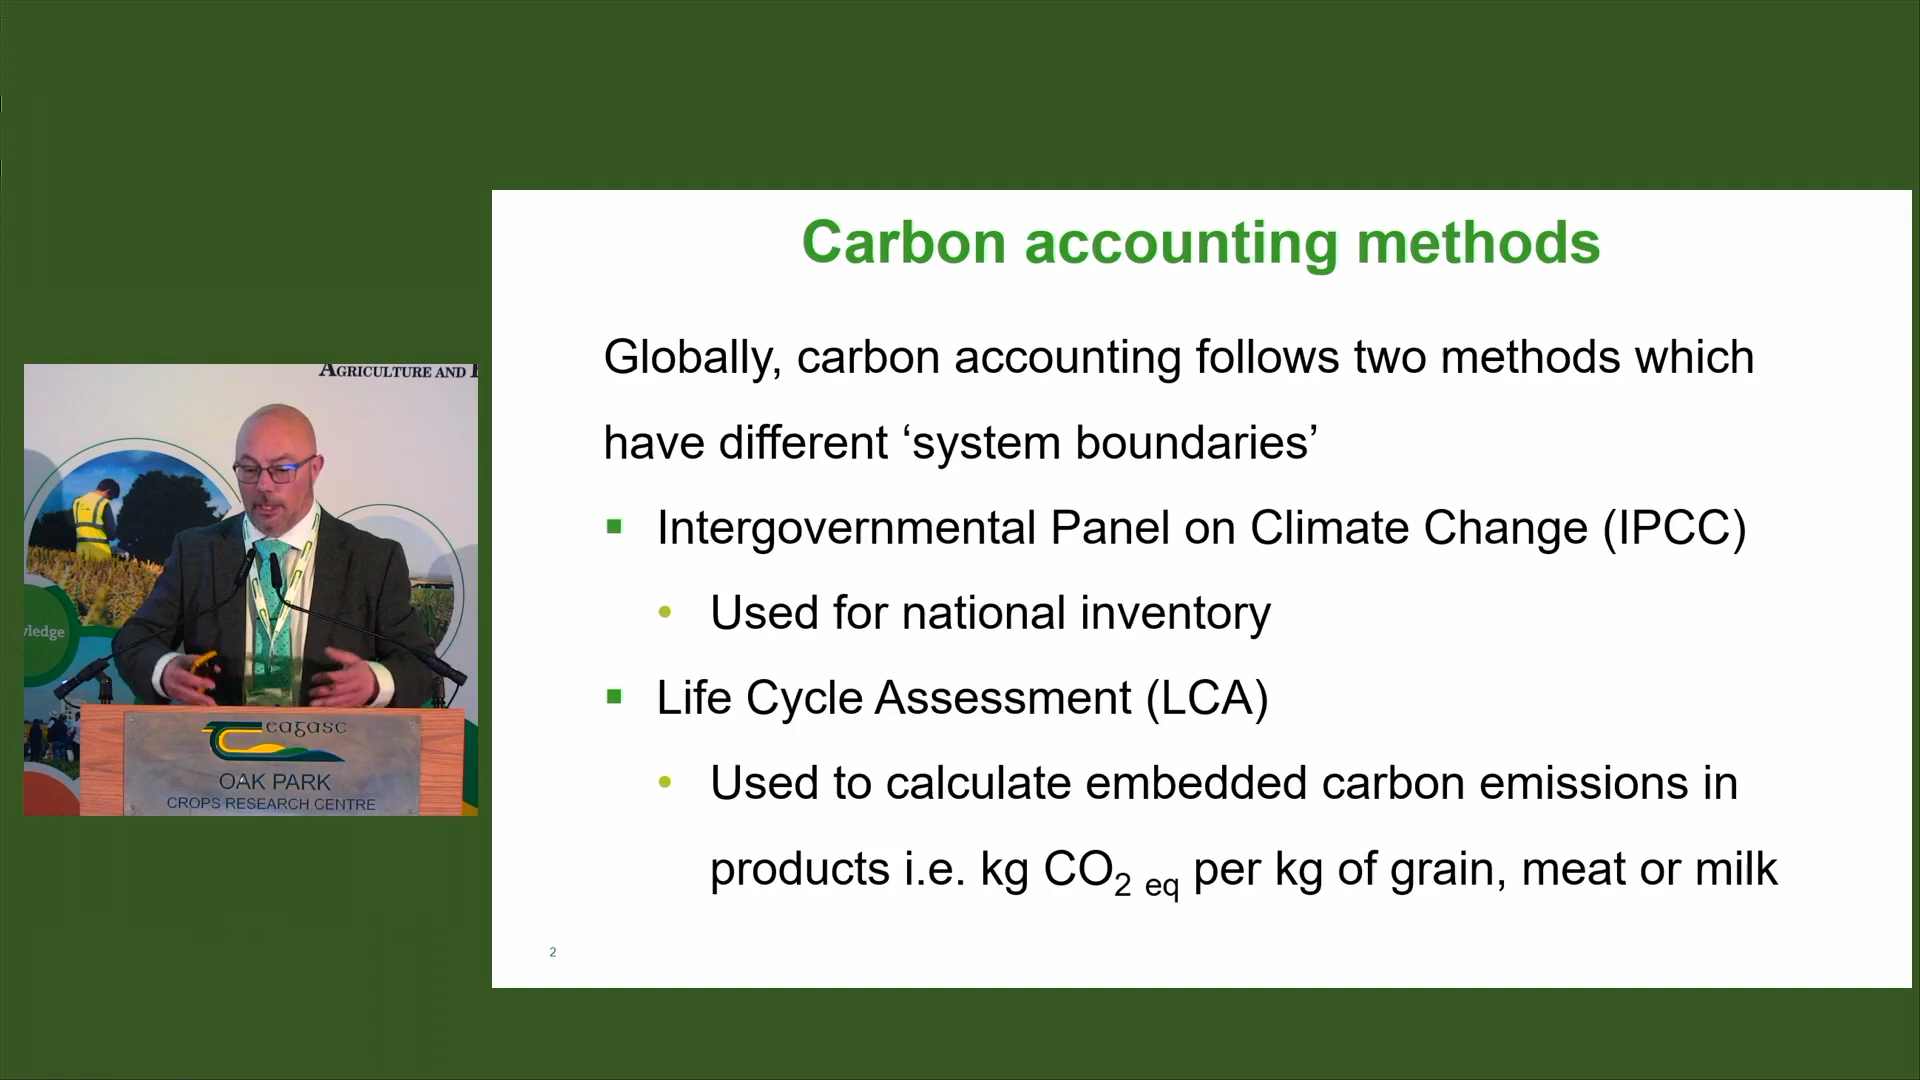 Carbon accounting methods
Globally, carbon accounting follows two methods which
have different ‘system boundaries’
▪ Intergovernmental Panel on Climate Change (IPCC)
• Used for national inventory
▪ Life Cycle Assessment (LCA)
• Used to calculate embedded carbon emissions in
products i.e. kg CO2 eq per kg of grain, meat or milk
2
AGRICULTURE AND
eagasc
OAK PARK
CROPS RESEARCH CENTRE